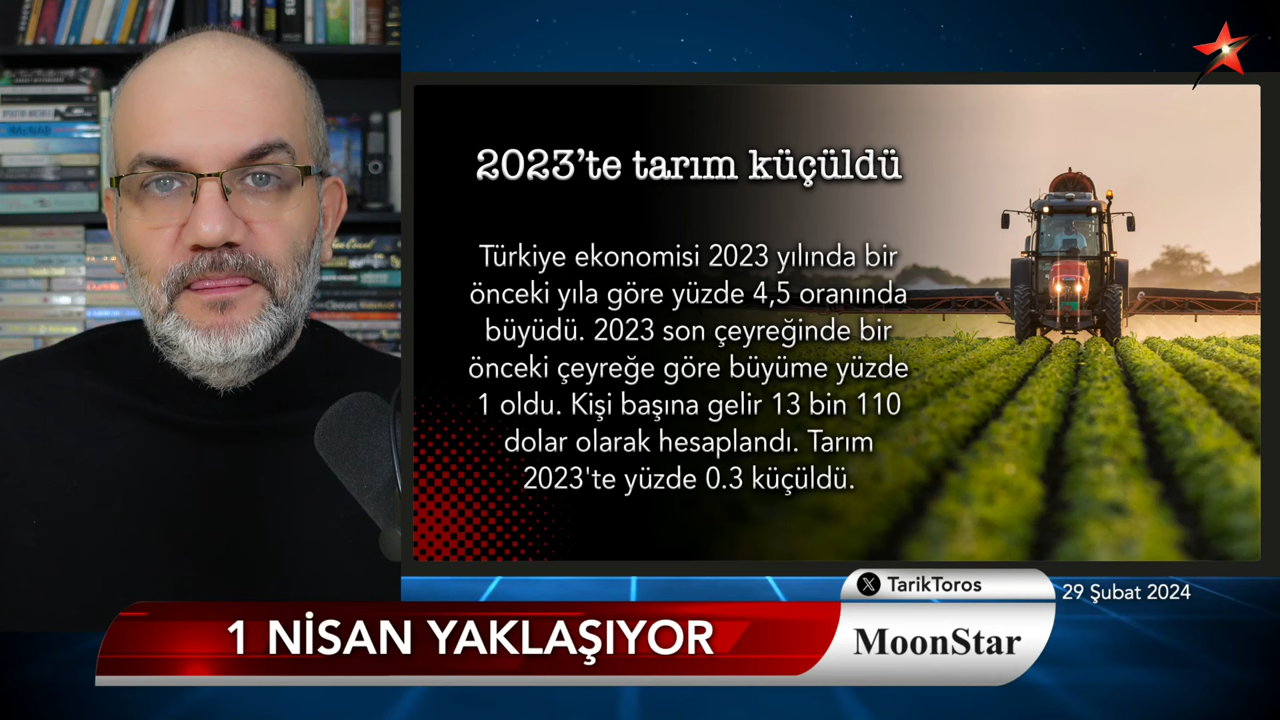 2023’te tarım küçüldü
Türkiye ekonomisi 2023 yılında bir
önceki yıla göre yüzde 4,5 oranında
büyüdü. 2023 son çeyreğinde bir
önceki çeyreğe göre büyüme yüzde
1 oldu. Kişi başına gelir 13 bin 110
dolar olarak hesaplandı. Tarım
2023'te yüzde 0.3 küçüldü.
TarikToros
29 Şubat 2024
1 NİSAN YAKLAŞIYOR
MoonStar